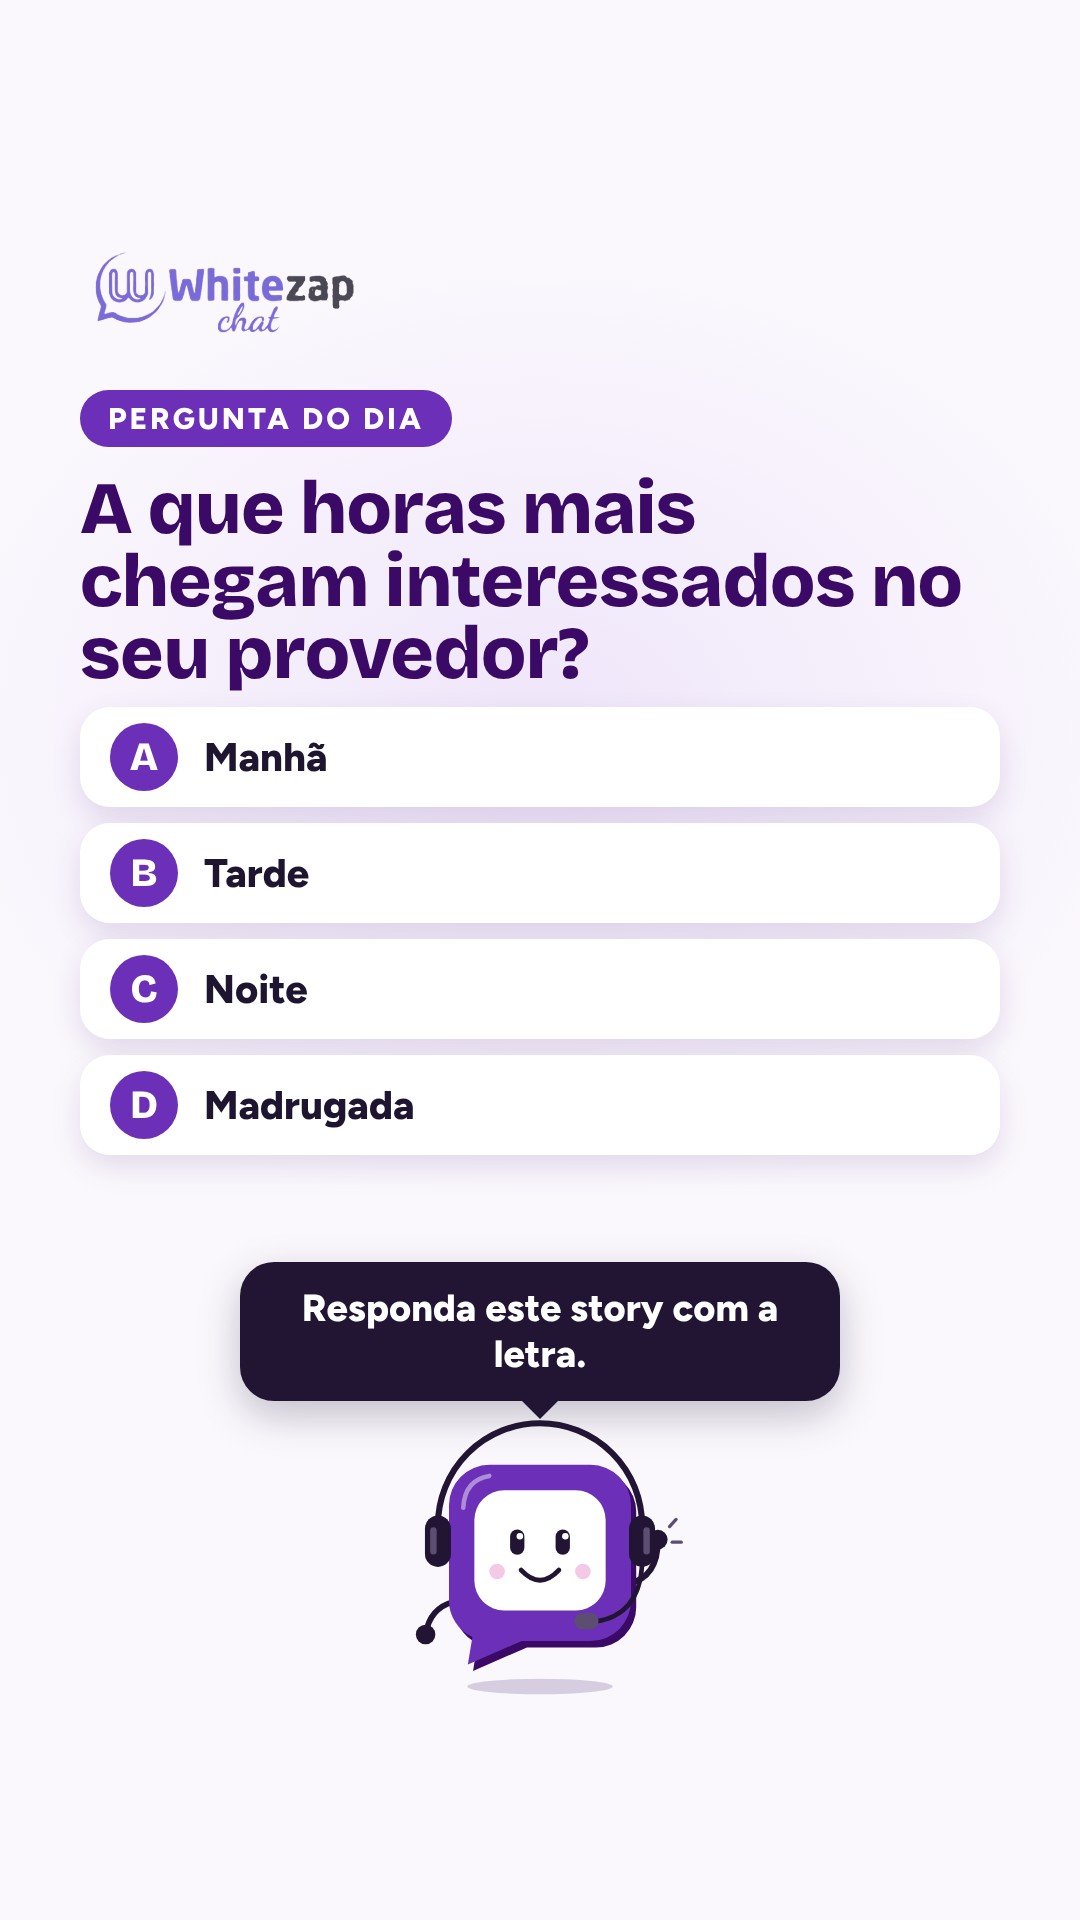 Whitezap
chat
PERGUNTA DO DIA
A que horas mais
chegam interessados no
seu provedor?
A Manhã
B Tarde
C Noite
D Madrugada
Responda este story com a
letra.